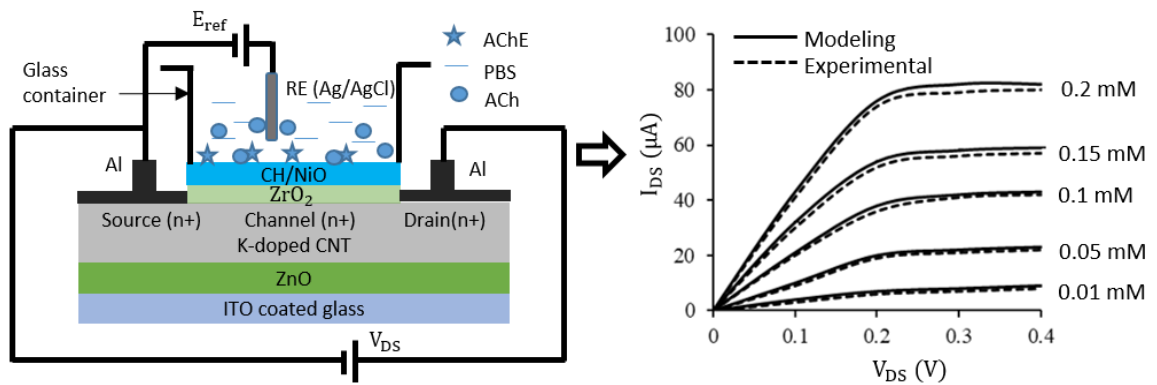 E_ref
AChE
PBS
ACh
Glass
container
RE (Ag/AgCl)
Al
Al
CH/NiO
ZrO₂
Source (n+)
Channel (n+)
Drain(n+)
K-doped CNT
ZnO
ITO coated glass
V_DS
Modeling
Experimental
80
60
40
20
0
I_DS (µA)
0
0.1
0.2
0.3
0.4
V_DS (V)
0.2 mM
0.15 mM
0.1 mM
0.05 mM
0.01 mM